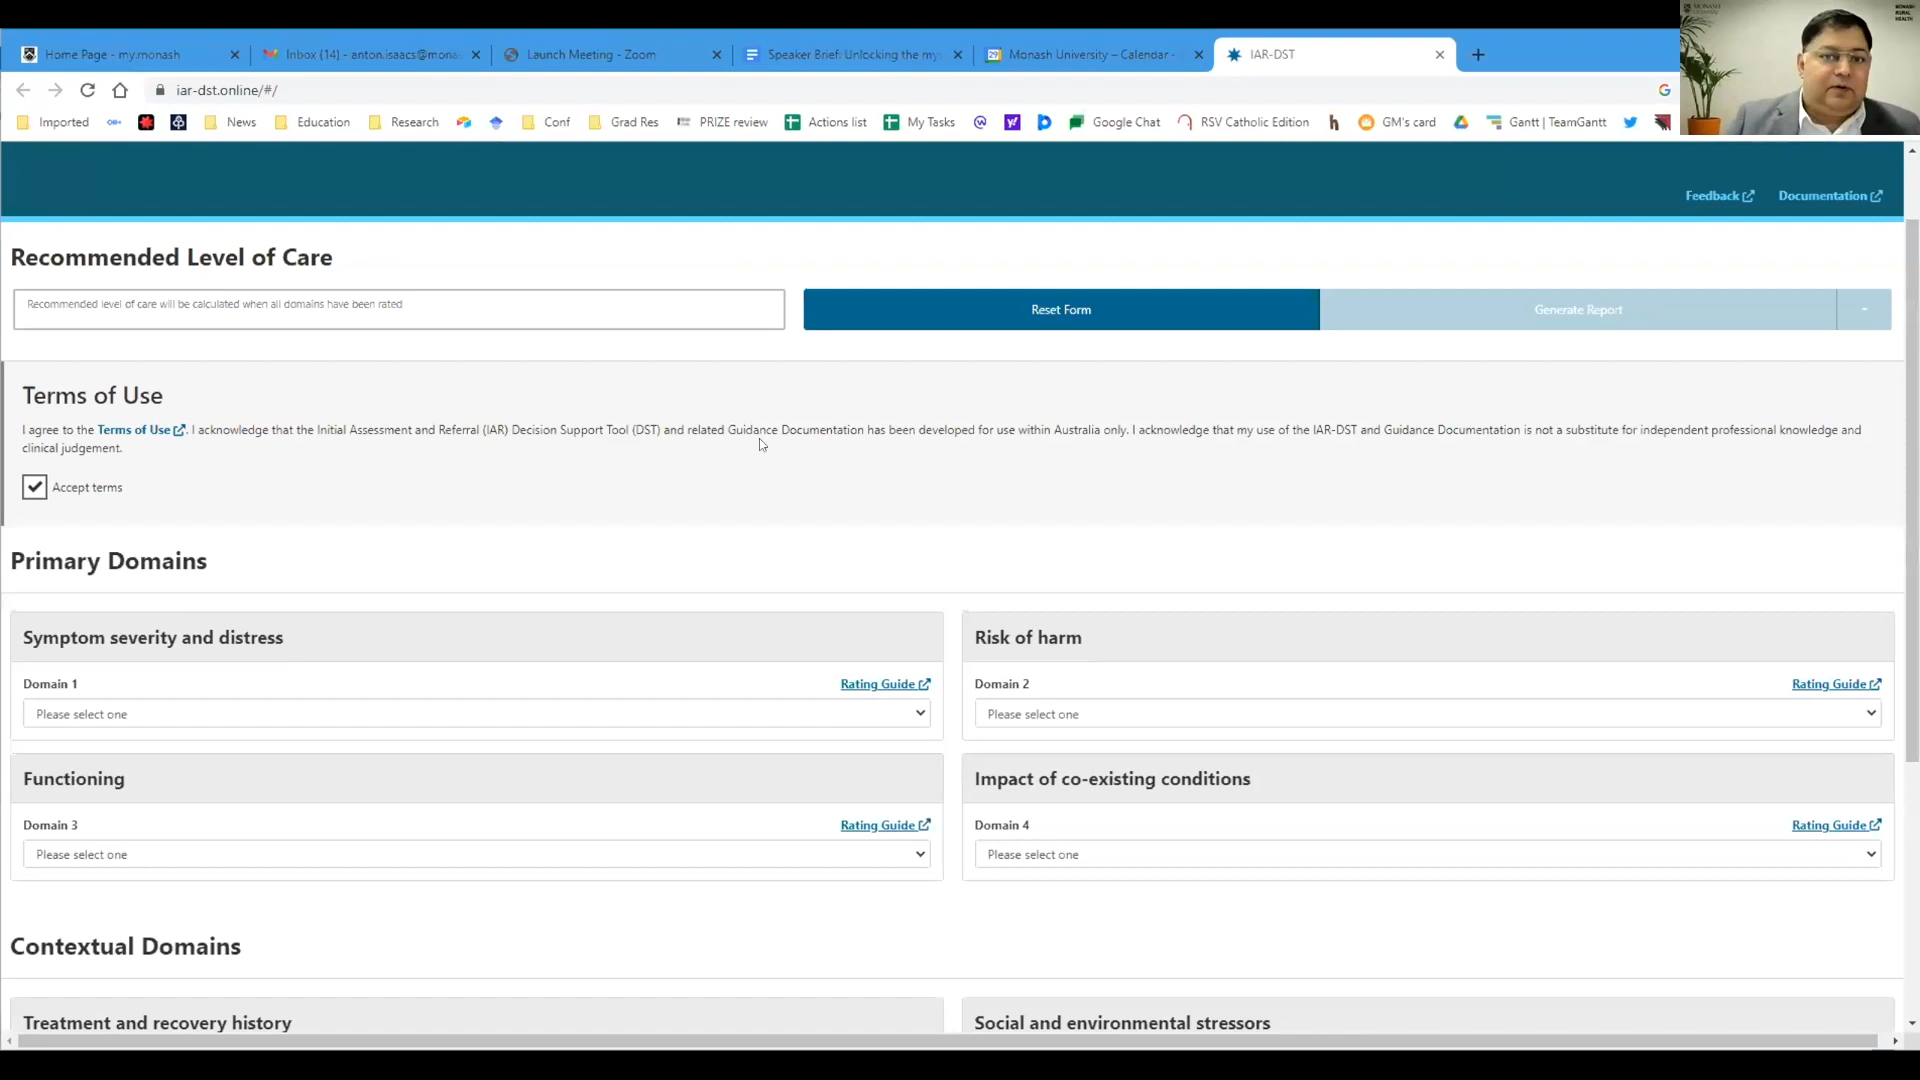 Home Page - my.monash
Inbox (14) - anton.isaacs@mona
Launch Meeting - Zoom
Speaker Brief: Unlocking the my
Monash University – Calendar -
IAR-DST
iar-dst.online/#/
Imported
News
Education
Research
Conf
Grad Res
PRIZE review
Actions list
My Tasks
Google Chat
RSV Catholic Edition
GM's card
Gantt | TeamGantt
MONASH
MONASH RURAL HEALTH
Feedback
Documentation
Recommended Level of Care
Recommended level of care will be calculated when all domains have been rated
Reset Form
Generate Report
Terms of Use
I agree to the Terms of Use. I acknowledge that the Initial Assessment and Referral (IAR) Decision Support Tool (DST) and related Guidance Documentation has been developed for use within Australia only. I acknowledge that my use of the IAR-DST and Guidance Documentation is not a substitute for independent professional knowledge and
clinical judgement.
Accept terms
Primary Domains
Symptom severity and distress
Domain 1
Rating Guide
Please select one
Risk of harm
Domain 2
Rating Guide
Please select one
Functioning
Domain 3
Rating Guide
Please select one
Impact of co-existing conditions
Domain 4
Rating Guide
Please select one
Contextual Domains
Treatment and recovery history
Social and environmental stressors